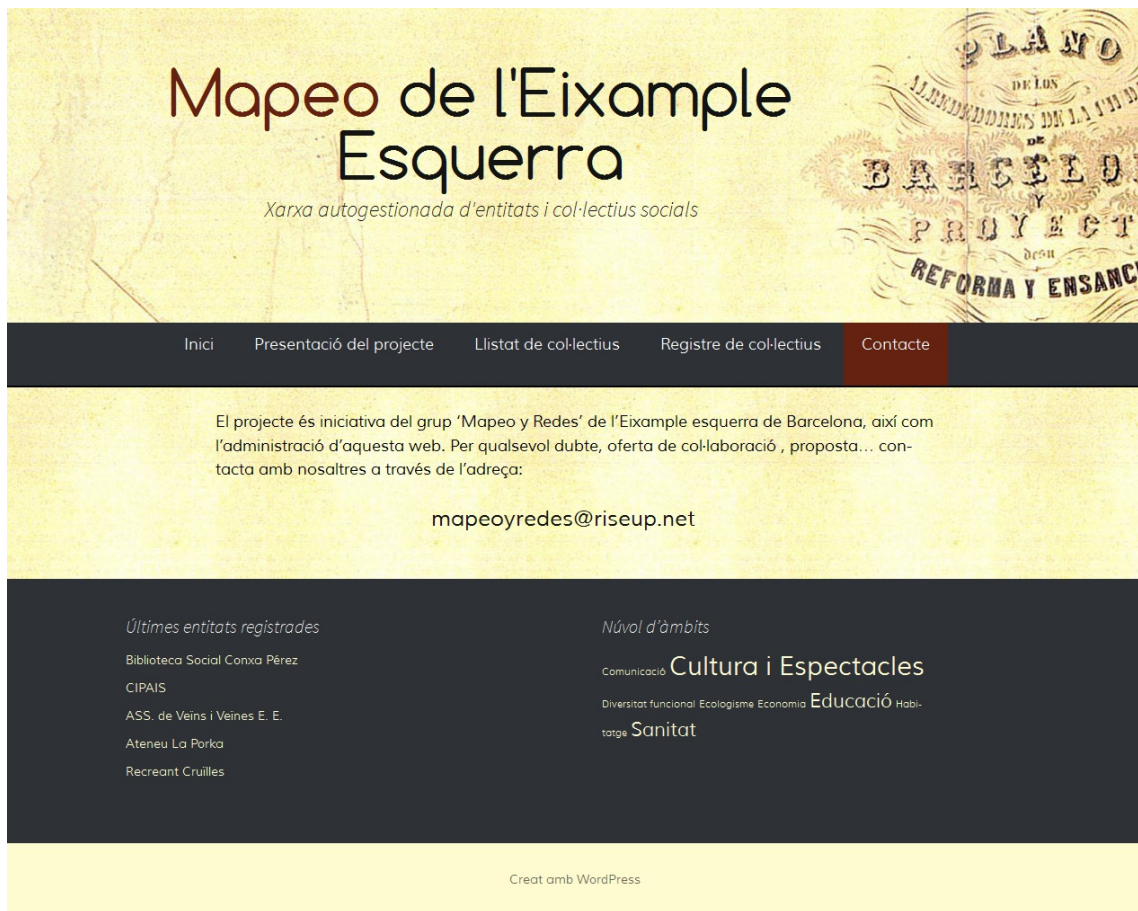 Mapeo de l'Eixample
Esquerra
Xarxa autogestionada d'entitats i col·lectius socials
PLANO
DE LOS
ALREDEDORES DE LA
DE
BARCELO
Y
PROYECT
REFORMA Y ENSANC
Inici Presentació del projecte Llistat de col·lectius Registre de col·lectius Contacte
El projecte és iniciativa del grup ‘Mapeo y Redes’ de l’Eixample esquerra de Barcelona, així com
l’administració d’aquesta web. Per qualsevol dubte, oferta de col·laboració , proposta… con-
tacta amb nosaltres a través de l’adreça:
mapeoyredes@riseup.net
Últimes entitats registrades
Biblioteca Social Conxa Pérez
CIPAIS
ASS. de Veïns i Veïnes E. E.
Ateneu La Porka
Recreant Cruïlles
Núvol d’àmbits
Comunicació Cultura i Espectacles
Diversitat funcional Ecologisme Economia Educació Habi-
tatge Sanitat
Creat amb WordPress